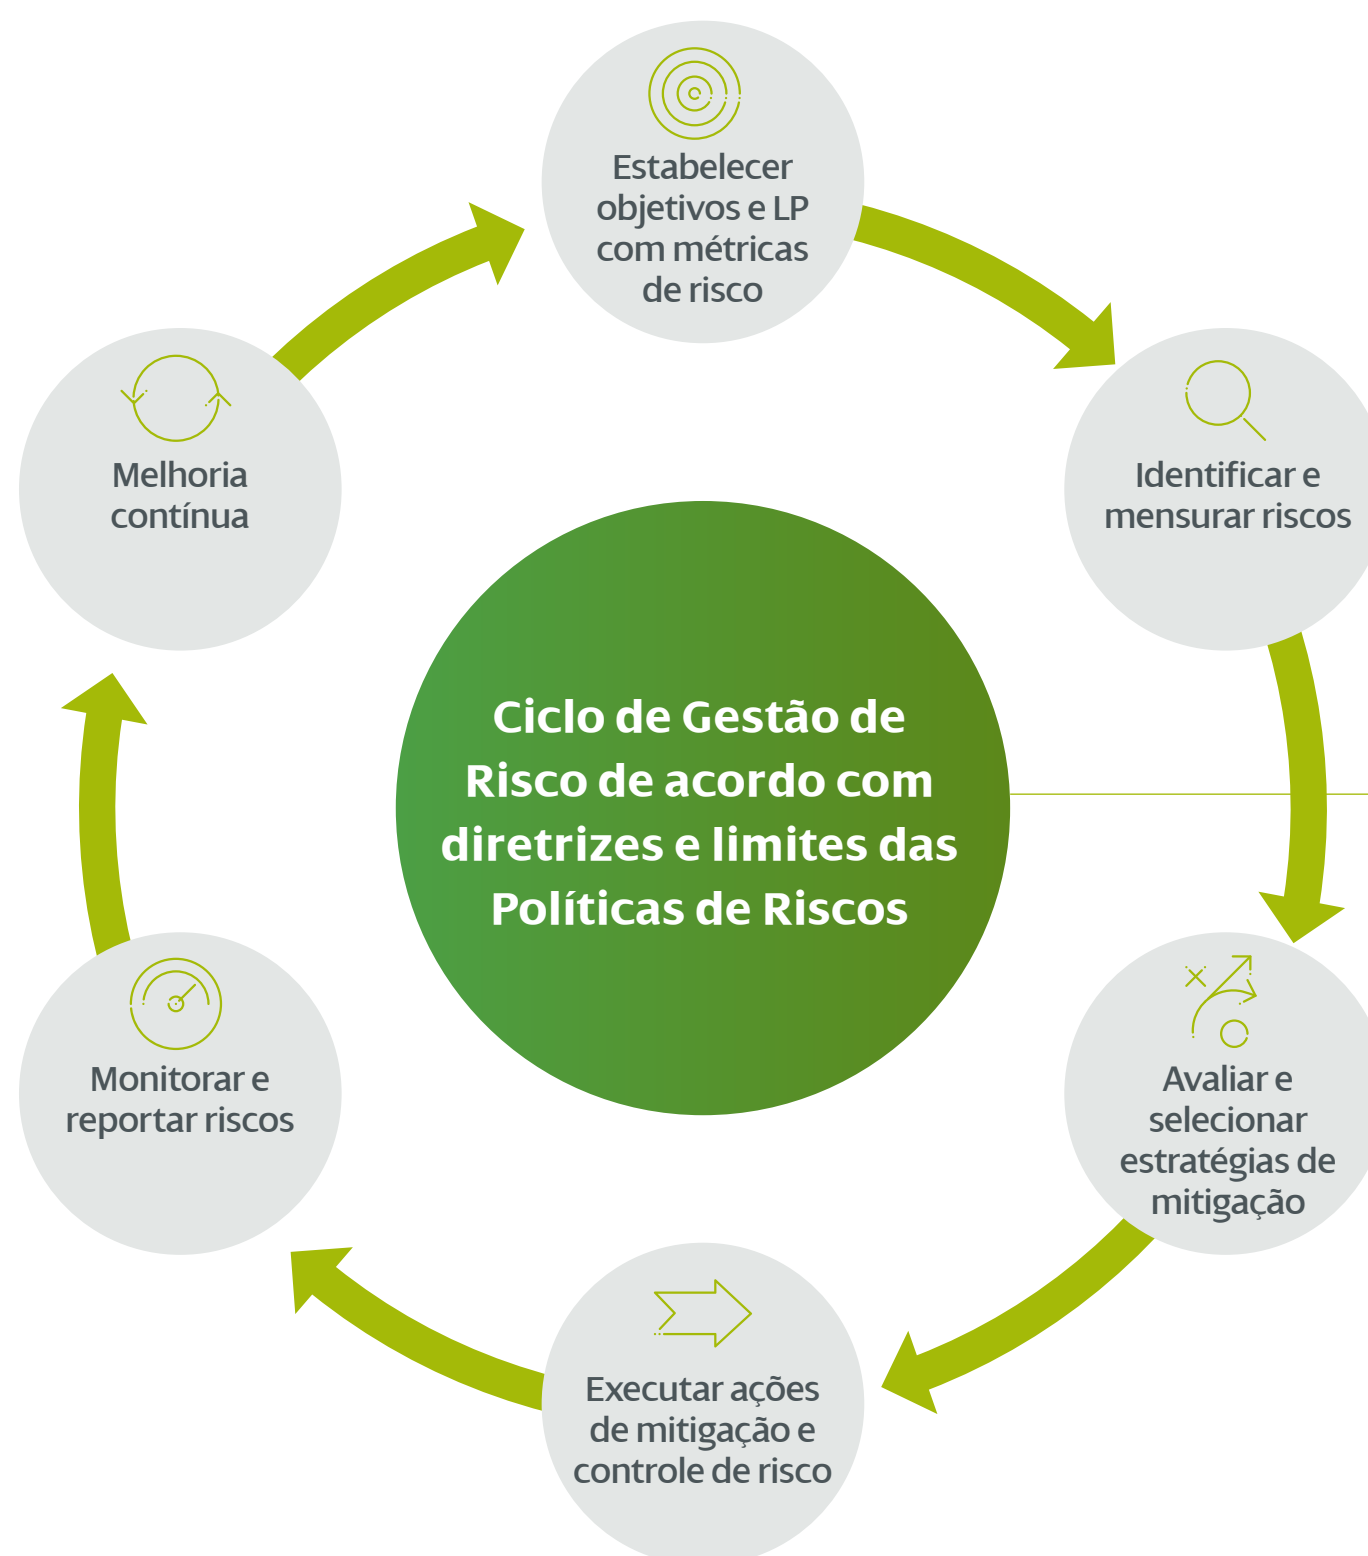 Estabelecer
objetivos e LP
com métricas
de risco
Identificar e
mensurar riscos
Avaliar e
selecionar
estratégias de
mitigação
Executar ações
de mitigação e
controle de risco
Monitorar e
reportar riscos
Melhoria
contínua
Ciclo de Gestão de
Risco de acordo com
diretrizes e limites das
Políticas de Riscos